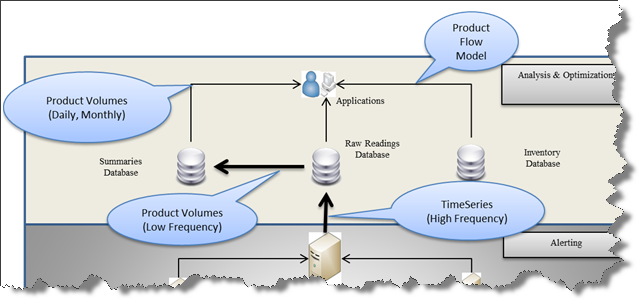 Product
Flow
Model
Analysis & Optimization
Product Volumes
(Daily, Monthly)
Applications
Raw Readings
Database
Summaries
Database
Inventory
Database
Product Volumes
(Low Frequency)
TimeSeries
(High Frequency)
Alerting